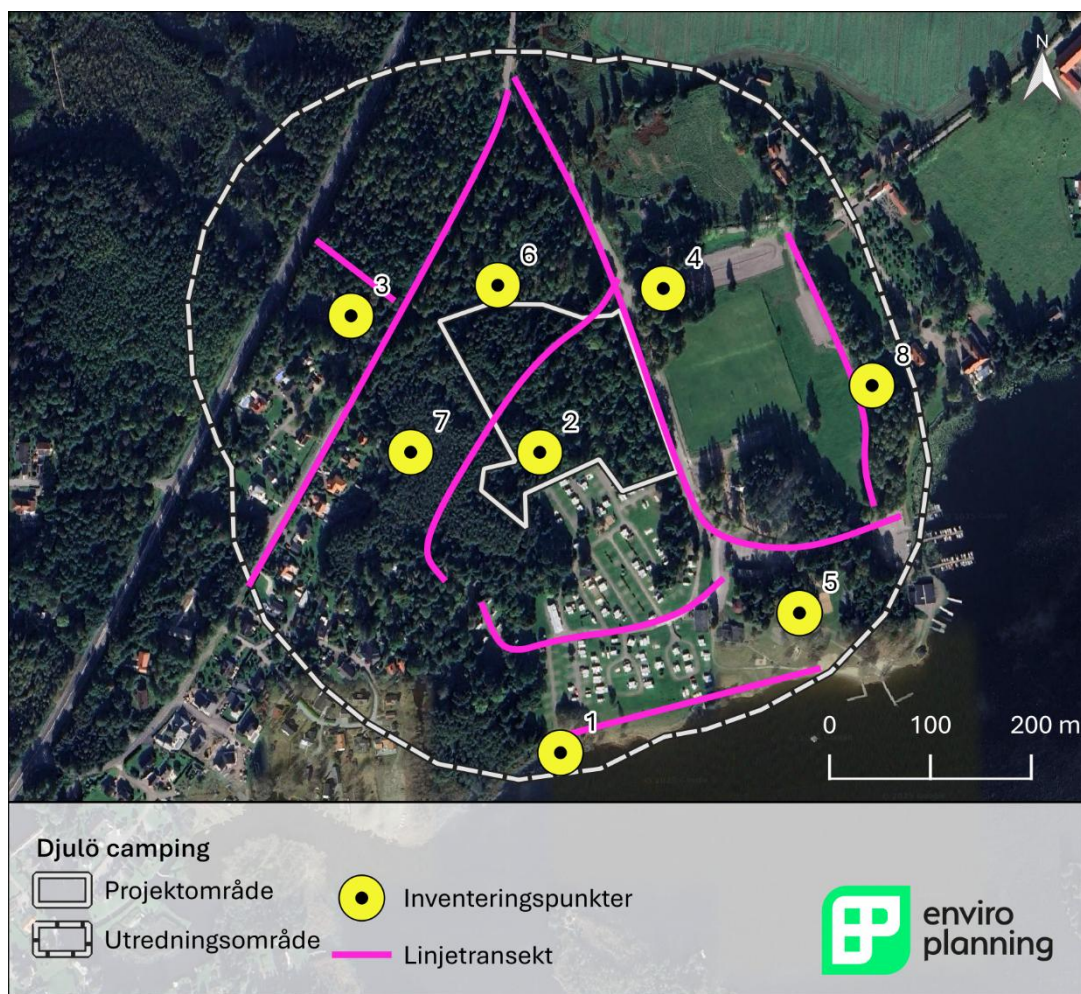 N
6
4
3
8
7
2
5
1
0 100 200 m
Djulö camping
Projektområde
Utredningsområde
Inventeringspunkter
Linjetransekt
enviro
planning